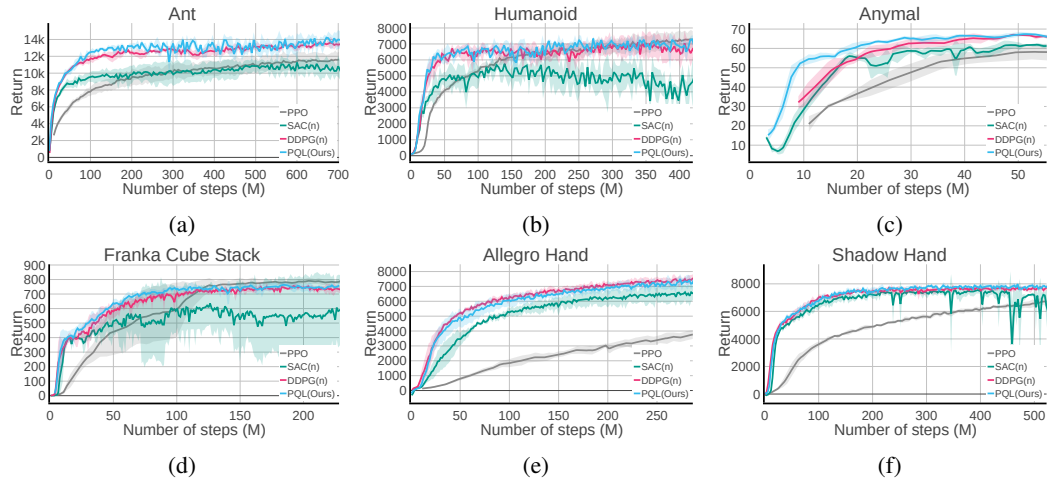 Ant
Return
14k
12k
10k
8k
6k
4k
2k
0
0 100 200 300 400 500 600 700
Number of steps (M)
PPO
SAC(n)
DDPG(n)
PQL(Ours)
(a)
Humanoid
Return
8000
7000
6000
5000
4000
3000
2000
1000
0
0 50 100 150 200 250 300 350 400
Number of steps (M)
PPO
SAC(n)
DDPG(n)
PQL(Ours)
(b)
Anymal
Return
70
60
50
40
30
20
10
0 10 20 30 40 50
Number of steps (M)
PPO
SAC(n)
DDPG(n)
PQL(Ours)
(c)
Franka Cube Stack
Return
900
800
700
600
500
400
300
200
100
0
0 50 100 150 200
Number of steps (M)
PPO
SAC(n)
DDPG(n)
PQL(Ours)
(d)
Allegro Hand
Return
8000
7000
6000
5000
4000
3000
2000
1000
0
0 50 100 150 200 250
Number of steps (M)
PPO
SAC(n)
DDPG(n)
PQL(Ours)
(e)
Shadow Hand
Return
8000
6000
4000
2000
0
0 100 200 300 400 500
Number of steps (M)
PPO
SAC(n)
DDPG(n)
PQL(Ours)
(f)